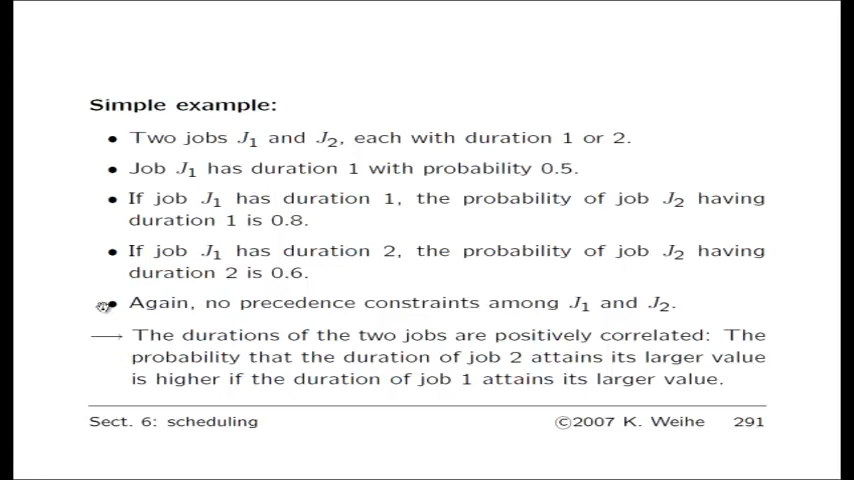 Simple example:
• Two jobs J1 and J2, each with duration 1 or 2.
• Job J1 has duration 1 with probability 0.5.
• If job J1 has duration 1, the probability of job J2 having
duration 1 is 0.8.
• If job J1 has duration 2, the probability of job J2 having
duration 2 is 0.6.
• Again, no precedence constraints among J1 and J2.
⟶ The durations of the two jobs are positively correlated: The
probability that the duration of job 2 attains its larger value
is higher if the duration of job 1 attains its larger value.
Sect. 6: scheduling ©2007 K. Weihe 291